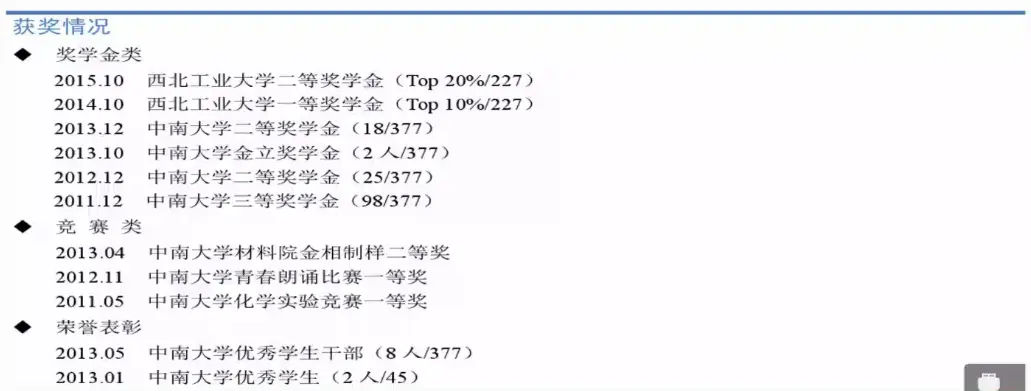 获奖情况
◆ 奖学金类
2015.10 西北工业大学二等奖学金（Top 20%/227）
2014.10 西北工业大学一等奖学金（Top 10%/227）
2013.12 中南大学二等奖学金（18/377）
2013.10 中南大学金立奖学金（2 人/377）
2012.12 中南大学二等奖学金（25/377）
2011.12 中南大学三等奖学金（98/377）
◆ 竞 赛 类
2013.04 中南大学材料院金相制样二等奖
2012.11 中南大学青春朗诵比赛一等奖
2011.05 中南大学化学实验竞赛一等奖
◆ 荣誉表彰
2013.05 中南大学优秀学生干部（8 人/377）
2013.01 中南大学优秀学生（2 人/45）